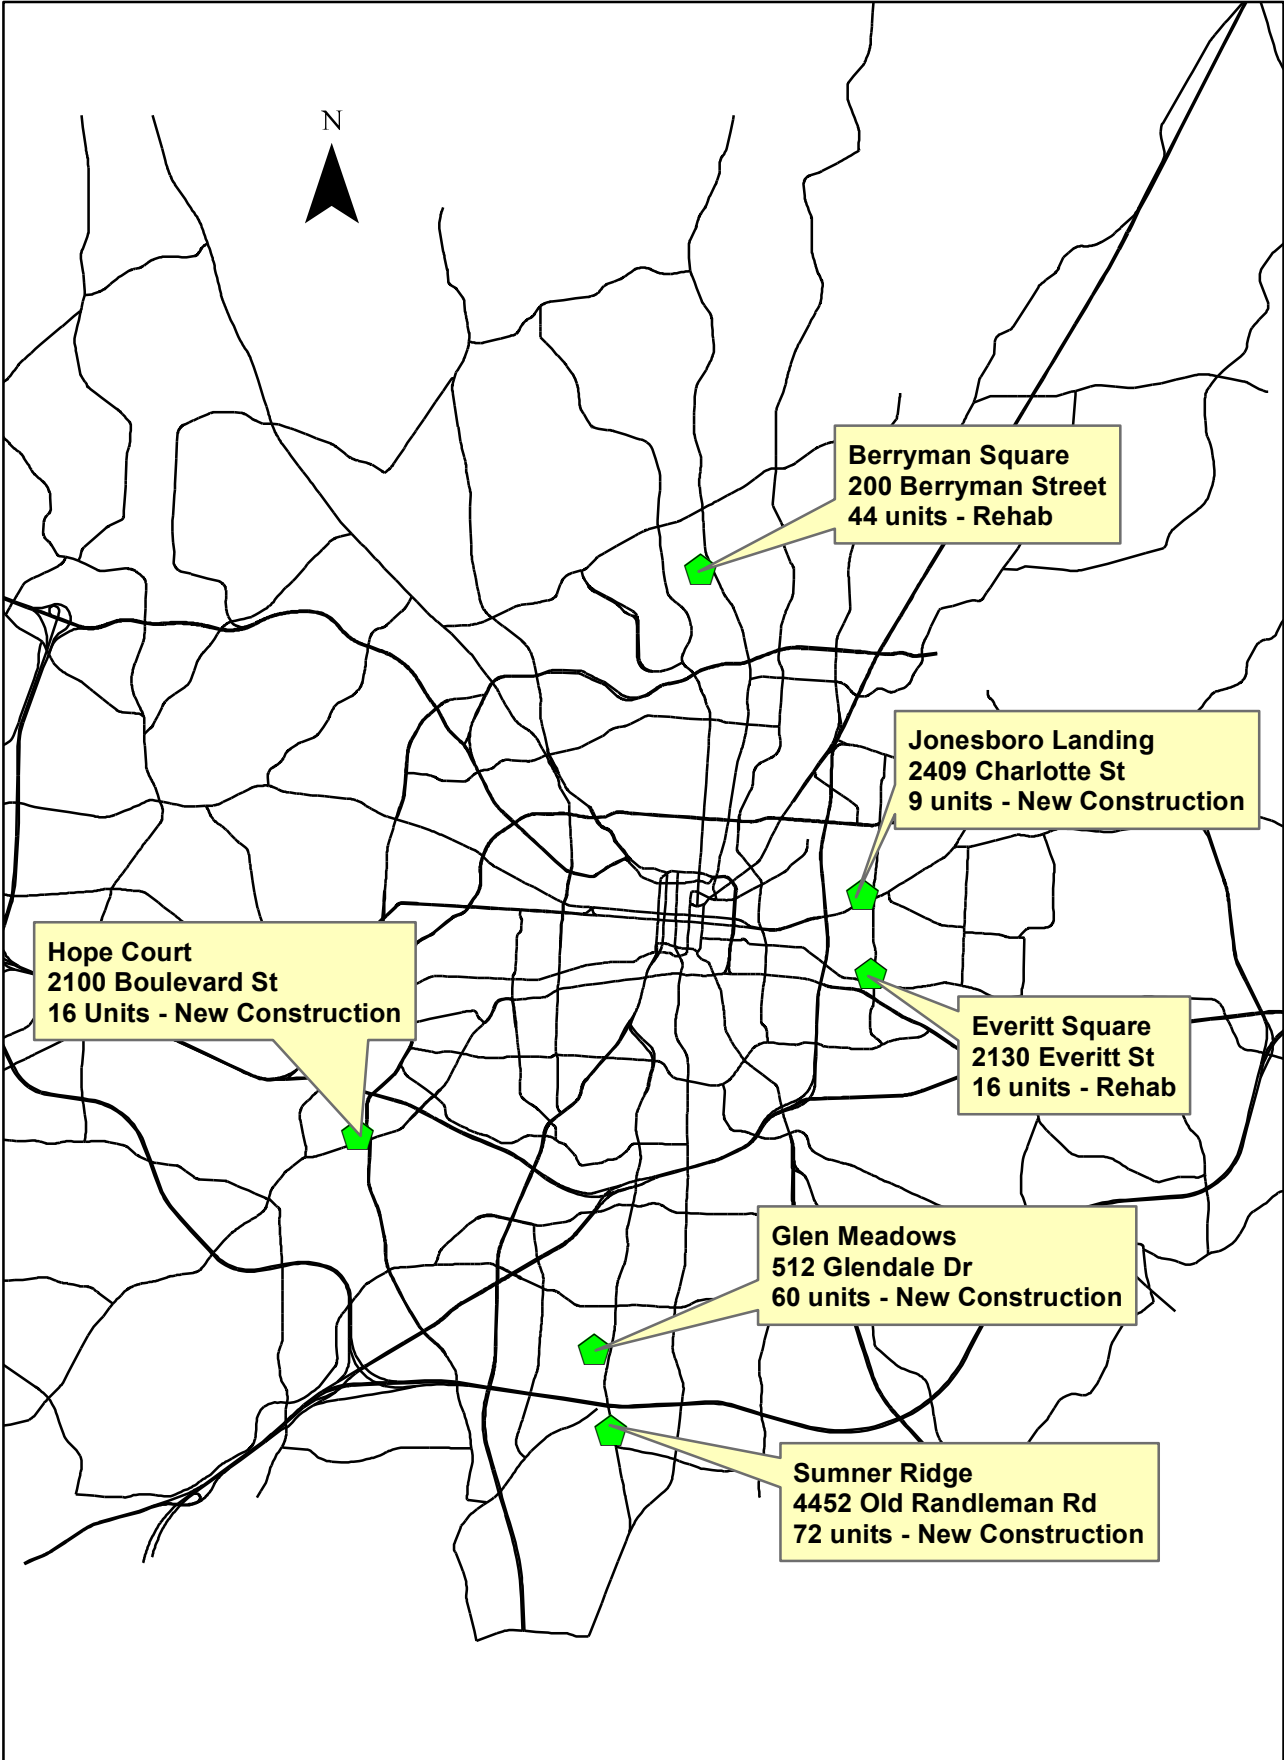 N
Berryman Square
200 Berryman Street
44 units - Rehab
Jonesboro Landing
2409 Charlotte St
9 units - New Construction
Hope Court
2100 Boulevard St
16 Units - New Construction
Everitt Square
2130 Everitt St
16 units - Rehab
Glen Meadows
512 Glendale Dr
60 units - New Construction
Sumner Ridge
4452 Old Randleman Rd
72 units - New Construction